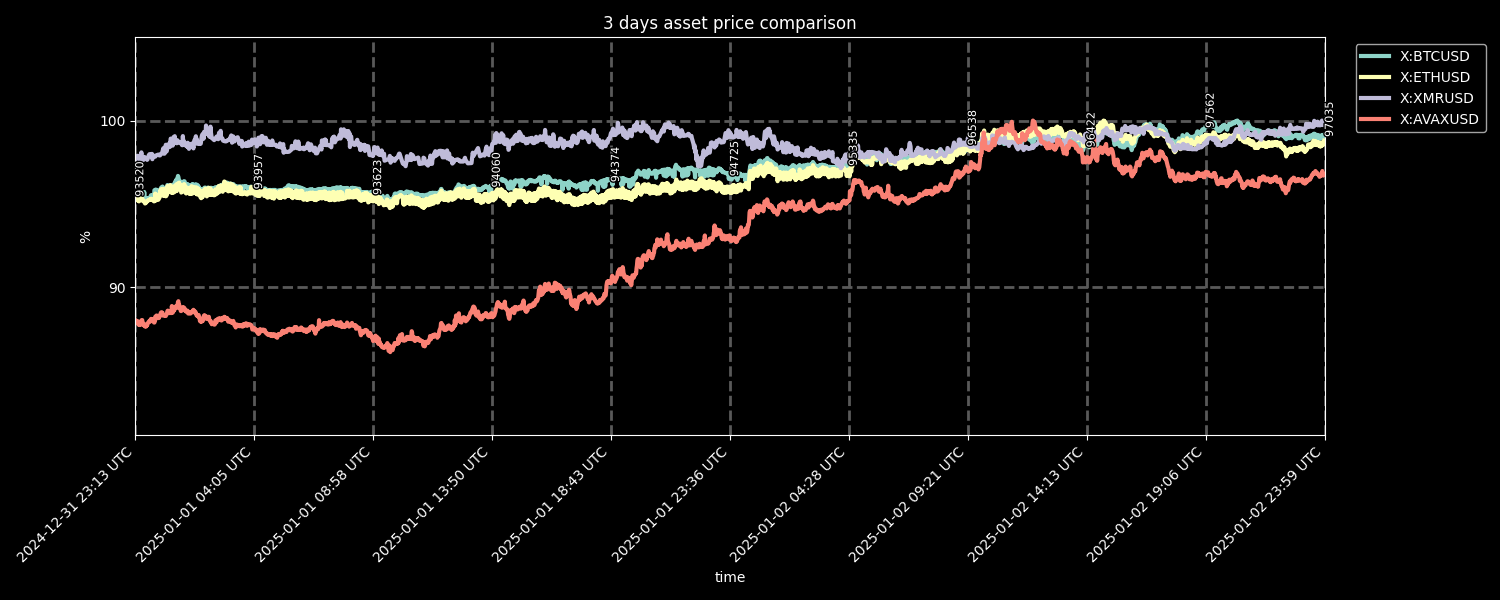 3 days asset price comparison
X:BTCUSD
X:ETHUSD
X:XMRUSD
X:AVAXUSD
100
90
%
93520
93957
93623
94060
94374
94725
95335
96538
96422
97562
97035
2024-12-31 23:13 UTC
2025-01-01 04:05 UTC
2025-01-01 08:58 UTC
2025-01-01 13:50 UTC
2025-01-01 18:43 UTC
2025-01-01 23:36 UTC
2025-01-02 04:28 UTC
2025-01-02 09:21 UTC
2025-01-02 14:13 UTC
2025-01-02 19:06 UTC
2025-01-02 23:59 UTC
time